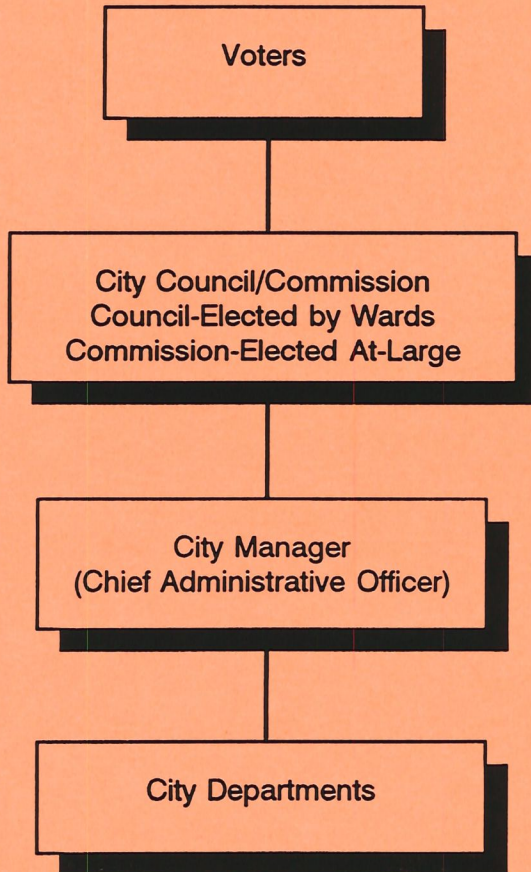 Voters
City Council/Commission
Council-Elected by Wards
Commission-Elected At-Large
City Manager
(Chief Administrative Officer)
City Departments